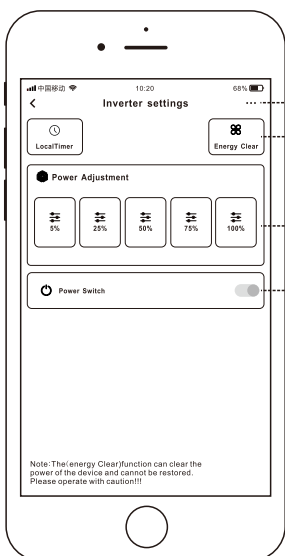 中国移动 10:20 68%
Inverter settings
LocalTimer Energy Clear
Power Adjustment
5% 25% 50% 75% 100%
Power Switch
Note:The(energy Clear)function can clear the
power of the device and cannot be restored.
Please operate with caution!!!